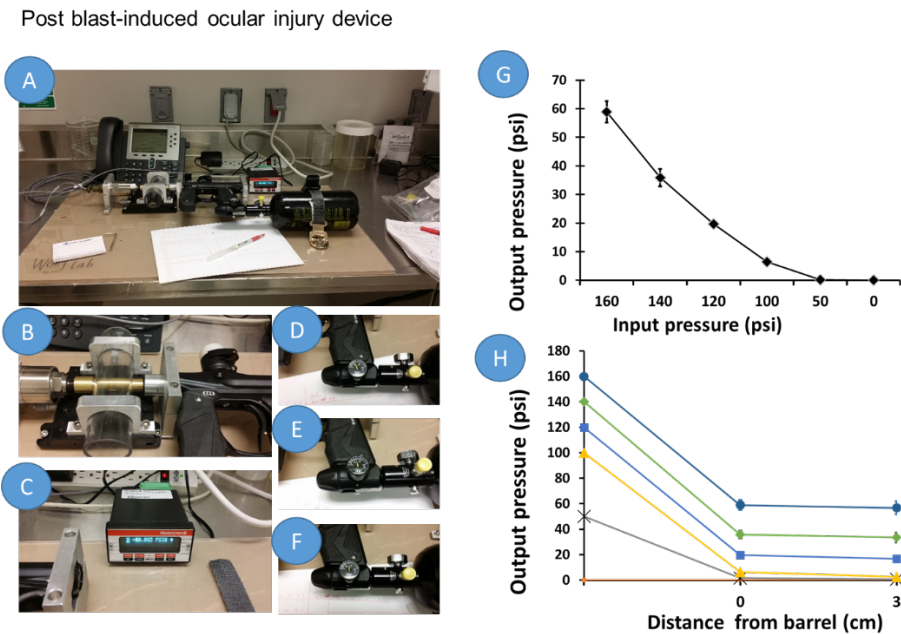 Post blast-induced ocular injury device
A
B
C
D
E
F
G
70
60
50
40
30
20
10
0
Output pressure (psi)
160 140 120 100 50 0
Input pressure (psi)
H
180
160
140
120
100
80
60
40
20
0
Output pressure (psi)
0 3
Distance from barrel (cm)